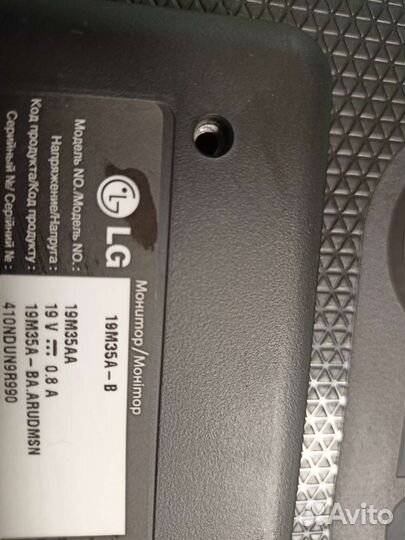 LG
Монитор/Монітор
19M35A-B
Модель NO./Модель NO.:
19M35AA
Напряжение/Напруга:
19 V ⎓ 0.8 A
Код продукта/Код продукту:
19M35A-BA.ARUDMSN
Серийный №/ Серійний №:
410NDUN9R990
Avito